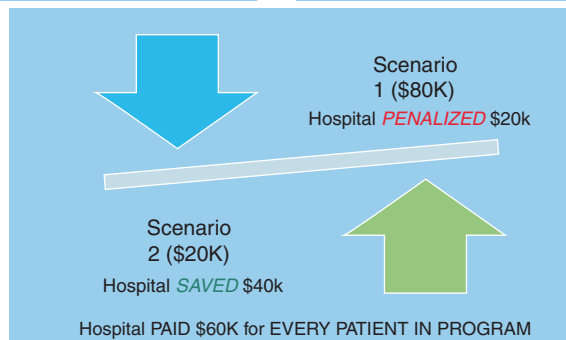 Scenario
1 ($80K)
Hospital PENALIZED $20k
Scenario
2 ($20K)
Hospital SAVED $40k
Hospital PAID $60K for EVERY PATIENT IN PROGRAM